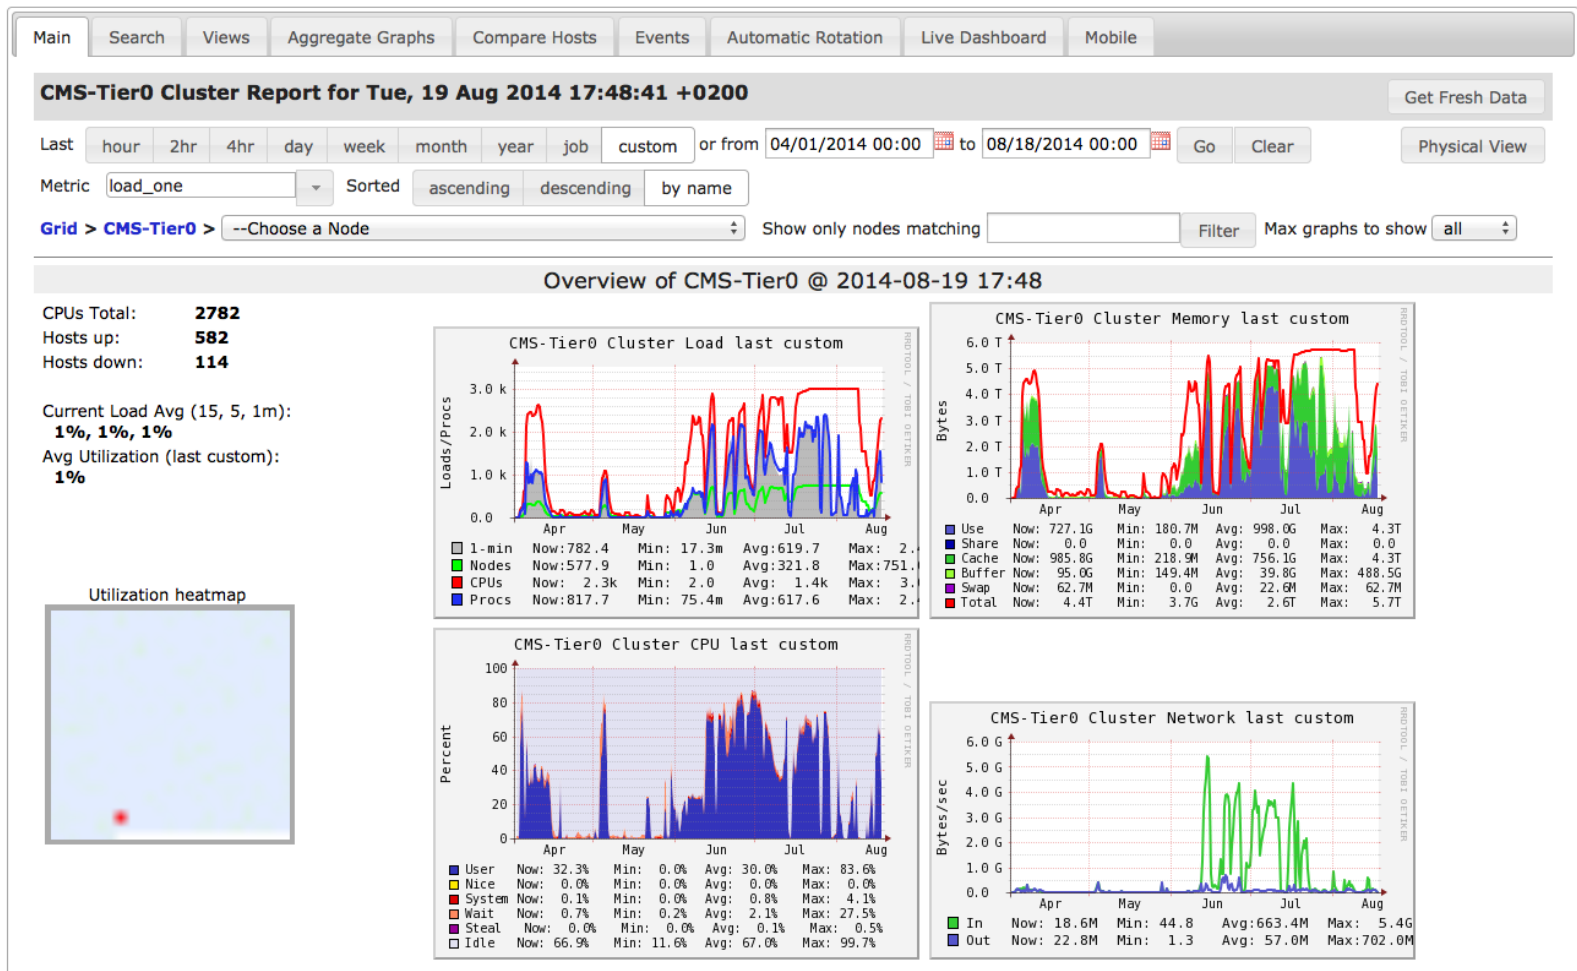 Main Search Views Aggregate Graphs Compare Hosts Events Automatic Rotation Live Dashboard Mobile
CMS-Tier0 Cluster Report for Tue, 19 Aug 2014 17:48:41 +0200 Get Fresh Data
Last hour 2hr 4hr day week month year job custom or from 04/01/2014 00:00 to 08/18/2014 00:00 Go Clear Physical View
Metric load_one Sorted ascending descending by name
Grid > CMS-Tier0 > --Choose a Node Show only nodes matching Filter Max graphs to show all
Overview of CMS-Tier0 @ 2014-08-19 17:48
CPUs Total: 2782
Hosts up: 582
Hosts down: 114
Current Load Avg (15, 5, 1m):
1%, 1%, 1%
Avg Utilization (last custom):
1%
Utilization heatmap
CMS-Tier0 Cluster Load last custom
RRDTOOL / TOBI OETIKER
Loads/Procs
3.0 k
2.0 k
1.0 k
0.0
Apr May Jun Jul Aug
1-min Now:782.4 Min: 17.3m Avg:619.7 Max: 2.
Nodes Now:577.9 Min: 1.0 Avg:321.8 Max:751.
CPUs Now: 2.3k Min: 2.0 Avg: 1.4k Max: 3.
Procs Now:817.7 Min: 75.4m Avg:617.6 Max: 2.
CMS-Tier0 Cluster Memory last custom
RRDTOOL / TOBI OETIKER
Bytes
6.0 T
5.0 T
4.0 T
3.0 T
2.0 T
1.0 T
0.0
Apr May Jun Jul Aug
Use Now: 727.1G Min: 180.7M Avg: 998.0G Max: 4.3T
Share Now: 0.0 Min: 0.0 Avg: 0.0 Max: 0.0
Cache Now: 985.8G Min: 218.9M Avg: 756.1G Max: 4.3T
Buffer Now: 95.0G Min: 149.4M Avg: 39.8G Max: 488.5G
Swap Now: 62.7M Min: 0.0 Avg: 22.6M Max: 62.7M
Total Now: 4.4T Min: 3.7G Avg: 2.6T Max: 5.7T
CMS-Tier0 Cluster CPU last custom
RRDTOOL / TOBI OETIKER
Percent
100
80
60
40
20
0
Apr May Jun Jul Aug
User Now: 32.3% Min: 0.0% Avg: 30.0% Max: 83.6%
Nice Now: 0.0% Min: 0.0% Avg: 0.0% Max: 0.0%
System Now: 0.1% Min: 0.0% Avg: 0.8% Max: 4.1%
Wait Now: 0.7% Min: 0.2% Avg: 2.1% Max: 27.5%
Steal Now: 0.0% Min: 0.0% Avg: 0.1% Max: 0.5%
Idle Now: 66.9% Min: 11.6% Avg: 67.0% Max: 99.7%
CMS-Tier0 Cluster Network last custom
RRDTOOL / TOBI OETIKER
Bytes/sec
6.0 G
5.0 G
4.0 G
3.0 G
2.0 G
1.0 G
0.0
Apr May Jun Jul Aug
In Now: 18.6M Min: 44.8 Avg:663.4M Max: 5.4G
Out Now: 22.8M Min: 1.3 Avg: 57.0M Max:702.0M